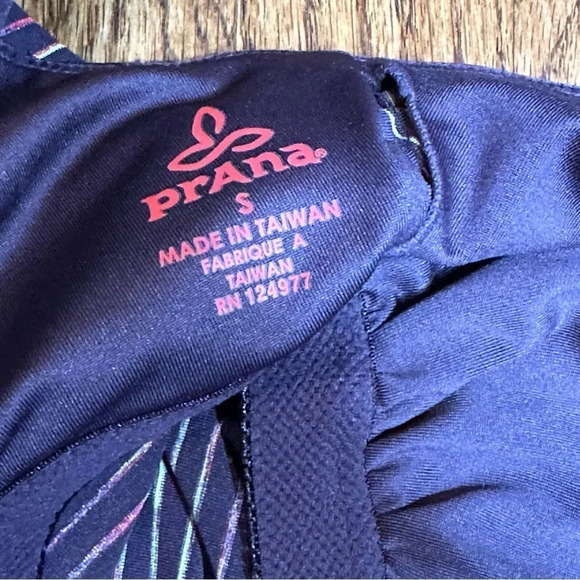 prAna®
S
MADE IN TAIWAN
FABRIQUE A
TAIWAN
RN 124977